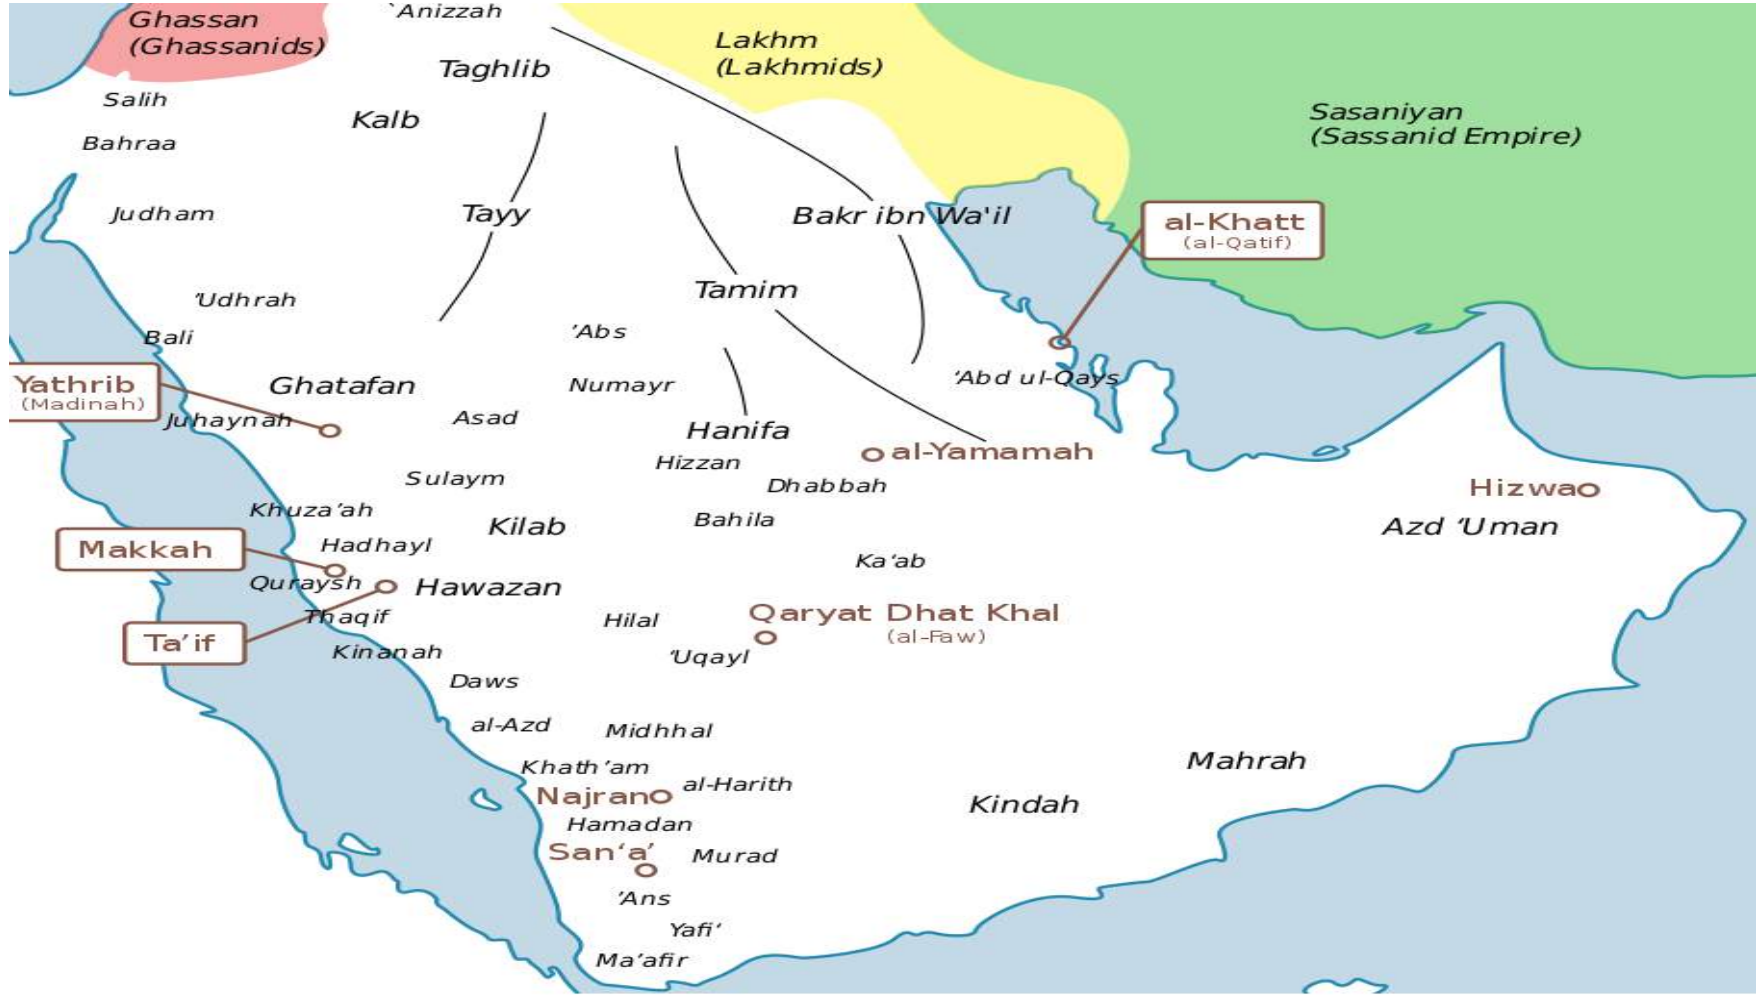 Ghassan
(Ghassanids)
`Anizzah
Lakhm
(Lakhmids)
Taghlib
Salih
Kalb
Sasaniyan
(Sassanid Empire)
Bahraa
Judham
Tayy
Bakr ibn Wa'il
al-Khatt
(al-Qatif)
'Udhrah
Tamim
Bali
'Abs
Yathrib
(Madinah)
Ghatafan
Numayr
'Abd ul-Qays
Juhaynah
Asad
Hanifa
al-Yamamah
Hizzan
Sulaym
Dhabbah
Hizwa
Khuza'ah
Kilab
Bahila
Azd ‘Uman
Makkah
Hadhayl
Ka‘ab
Quraysh
Hawazan
Thaqif
Hilal
Qaryat Dhat Khal
(al-Faw)
Ta’if
Kinanah
'Uqayl
Daws
al-Azd
Midhhal
Khath'am
Mahrah
al-Harith
Najran
Kindah
Hamadan
San‘a’
Murad
'Ans
Yafi‘
Ma'afir